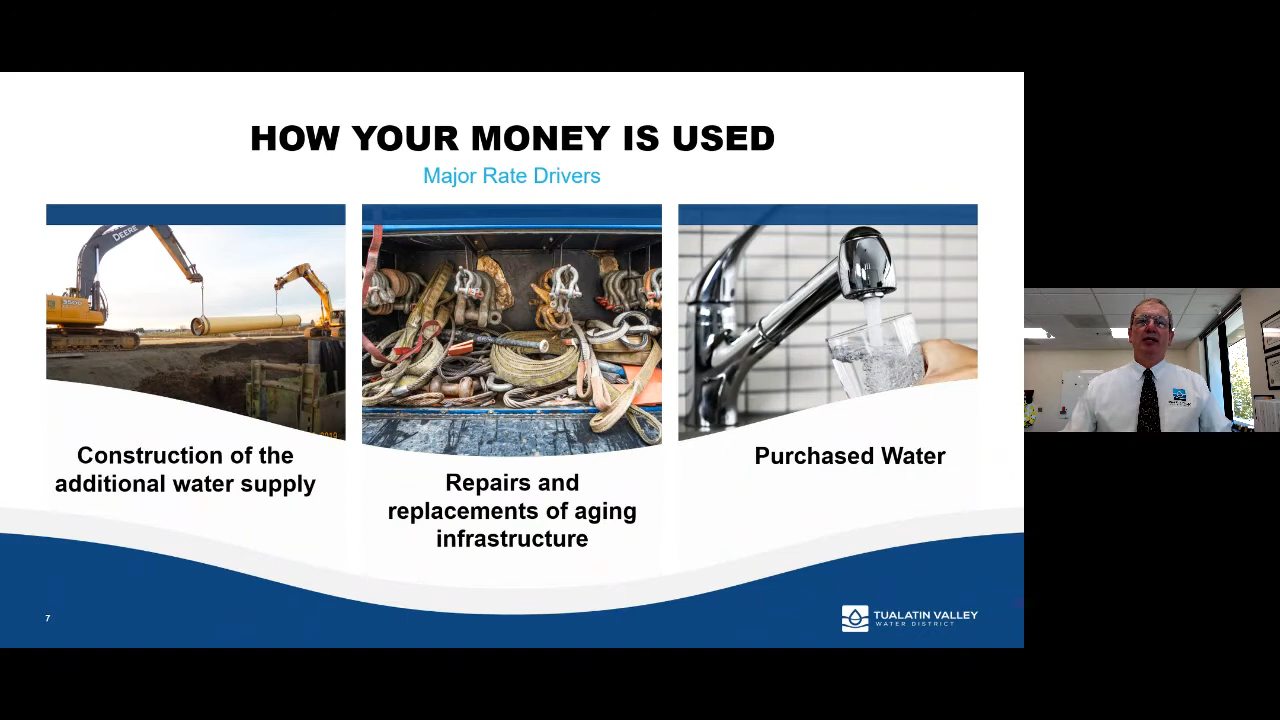 HOW YOUR MONEY IS USED
Major Rate Drivers
DEERE
Construction of the
additional water supply
Repairs and
replacements of aging
infrastructure
Purchased Water
7
TUALATIN VALLEY
WATER DISTRICT